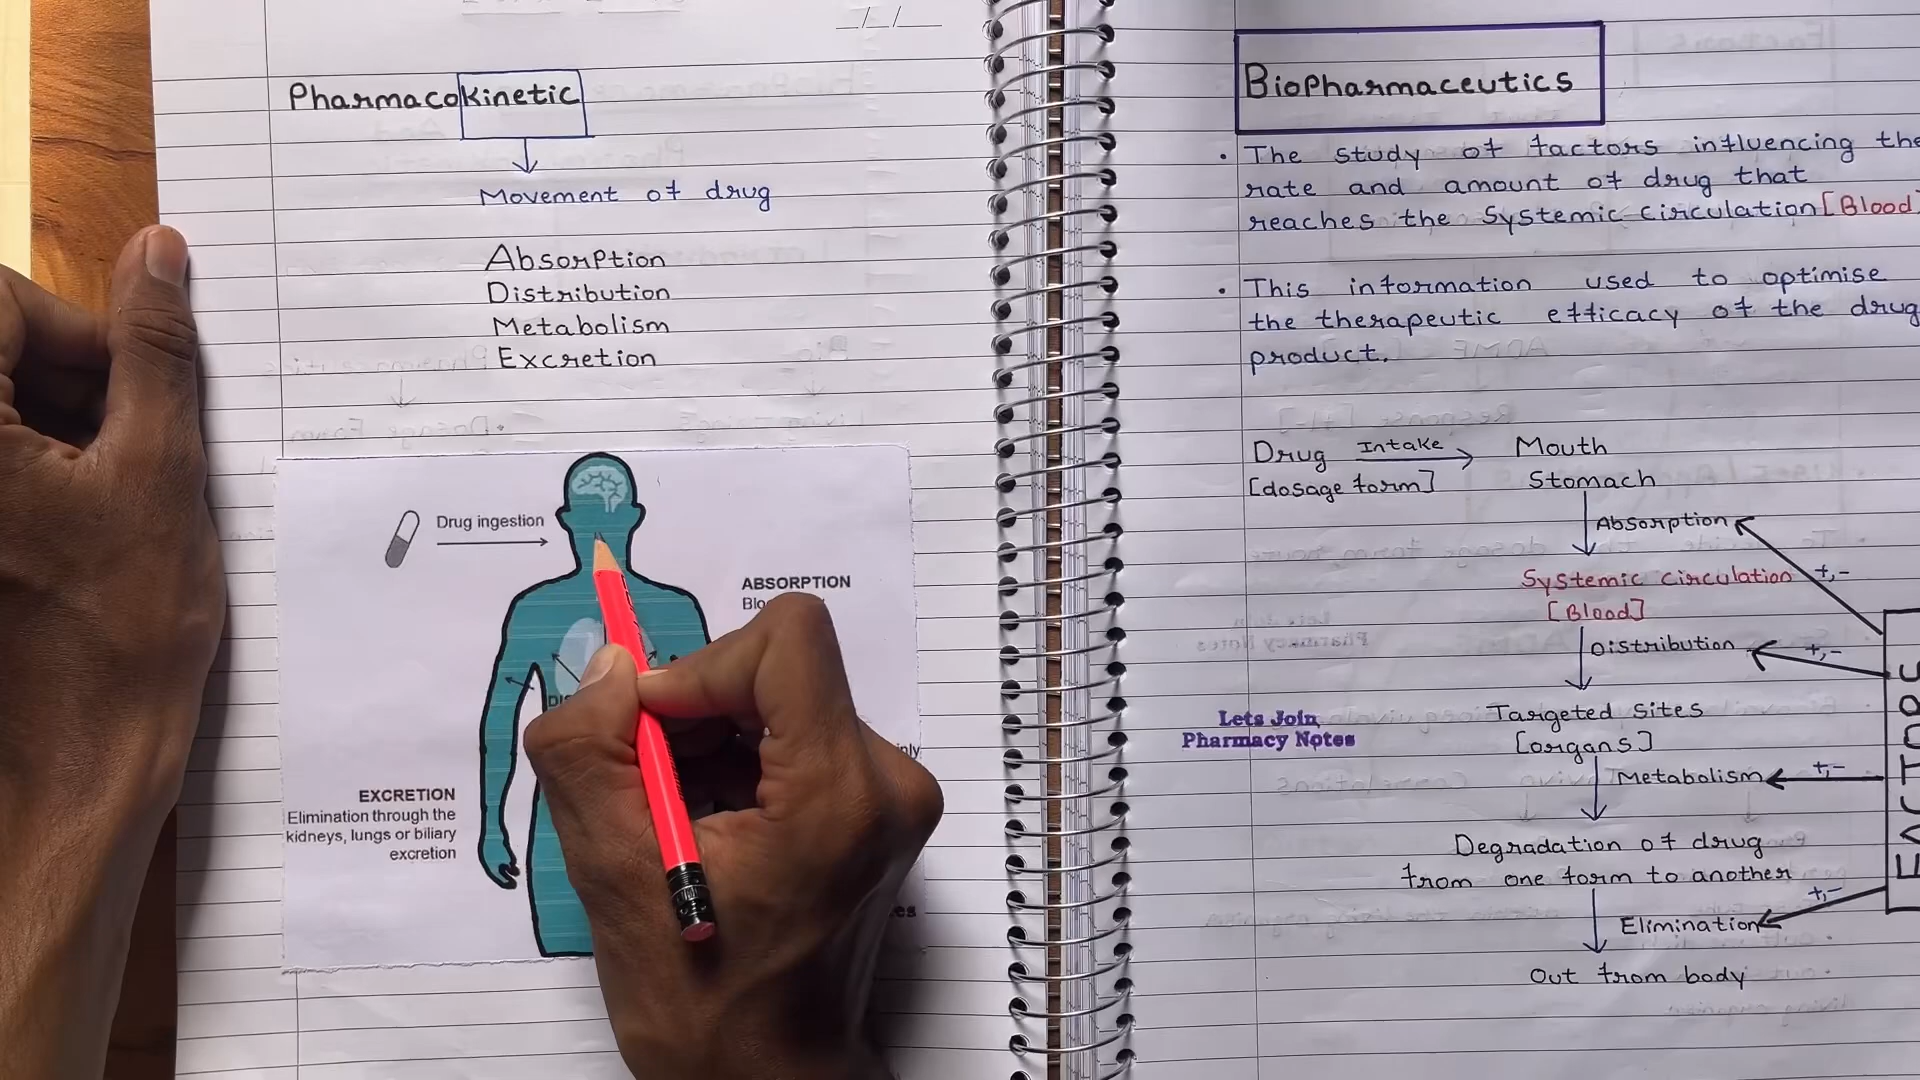 Pharmacokinetic
Movement of drug
Absorption
Distribution
Metabolism
Excretion
Drug ingestion
ABSORPTION
EXCRETION
Elimination through the
kidneys, lungs or biliary
excretion
Biopharmaceutics
• The study of factors influencing the
rate and amount of drug that
reaches the systemic circulation [Blood]
• This information used to optimise
the therapeutic efficacy of the drug
product.
Drug Intake Mouth
[dosage form] Stomach
Absorption
Systemic circulation +,-
[Blood]
Distribution +,-
Lets Join
Pharmacy Notes
Targeted sites
[organs]
Metabolism +,-
Degradation of drug
from one form to another
+,-
Elimination
Out from body